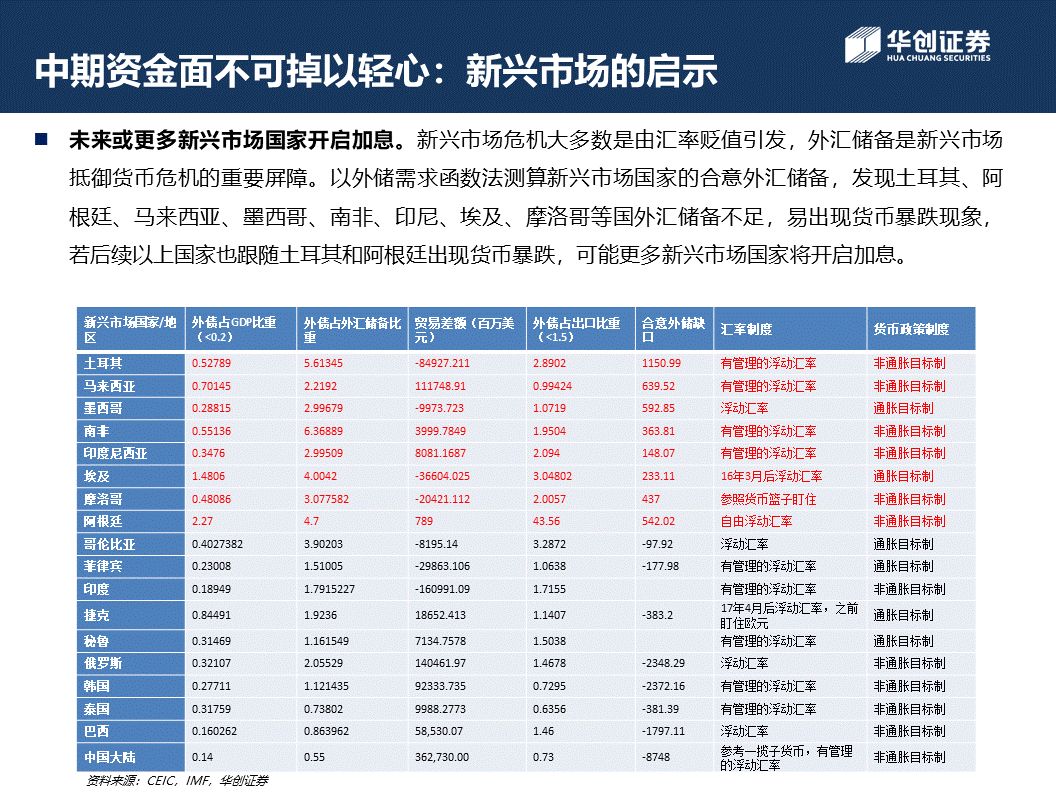 中期资金面不可掉以轻心：新兴市场的启示
华创证券
HUA CHUANG SECURITIES
未来或更多新兴市场国家开启加息。新兴市场危机大多数是由汇率贬值引发，外汇储备是新兴市场
抵御货币危机的重要屏障。以外储需求函数法测算新兴市场国家的合意外汇储备，发现土耳其、阿
根廷、马来西亚、墨西哥、南非、印尼、埃及、摩洛哥等国外汇储备不足，易出现货币暴跌现象，
若后续以上国家也跟随土耳其和阿根廷出现货币暴跌，可能更多新兴市场国家将开启加息。
新兴市场国家/地区 外债占GDP比重（<0.2） 外债占外汇储备比重 贸易差额（百万美元） 外债占出口比重（<1.5） 合意外储缺口 汇率制度 货币政策制度
土耳其 0.52789 5.61345 -84927.211 2.8902 1150.99 有管理的浮动汇率 非通胀目标制
马来西亚 0.70145 2.2192 111748.91 0.99424 639.52 有管理的浮动汇率 非通胀目标制
墨西哥 0.28815 2.99679 -9973.723 1.0719 592.85 浮动汇率 通胀目标制
南非 0.55136 6.36889 3999.7849 1.9504 363.81 有管理的浮动汇率 非通胀目标制
印度尼西亚 0.3476 2.99509 8081.1687 2.094 148.07 有管理的浮动汇率 非通胀目标制
埃及 1.4806 4.0042 -36604.025 3.04802 233.11 16年3月后浮动汇率 通胀目标制
摩洛哥 0.48086 3.077582 -20421.112 2.0057 437 参照货币篮子盯住 非通胀目标制
阿根廷 2.27 4.7 789 43.56 542.02 自由浮动汇率 非通胀目标制
哥伦比亚 0.4027382 3.90203 -8195.14 3.2872 -97.92 浮动汇率 通胀目标制
菲律宾 0.23008 1.51005 -29863.106 1.0638 -177.98 有管理的浮动汇率 通胀目标制
印度 0.18949 1.7915227 -160991.09 1.7155 有管理的浮动汇率 非通胀目标制
捷克 0.84491 1.9236 18652.413 1.1407 -383.2 17年4月后浮动汇率，之前盯住欧元 通胀目标制
秘鲁 0.31469 1.161549 7134.7578 1.5038 有管理的浮动汇率 通胀目标制
俄罗斯 0.32107 2.05529 140461.97 1.4678 -2348.29 浮动汇率 非通胀目标制
韩国 0.27711 1.121435 92333.735 0.7295 -2372.16 有管理的浮动汇率 非通胀目标制
泰国 0.31759 0.73802 9988.2773 0.6356 -381.39 有管理的浮动汇率 非通胀目标制
巴西 0.160262 0.863962 58,530.07 1.46 -1797.11 浮动汇率 非通胀目标制
中国大陆 0.14 0.55 362,730.00 0.73 -8748 参考一揽子货币，有管理的浮动汇率 非通胀目标制
资料来源：CEIC，IMF，华创证券